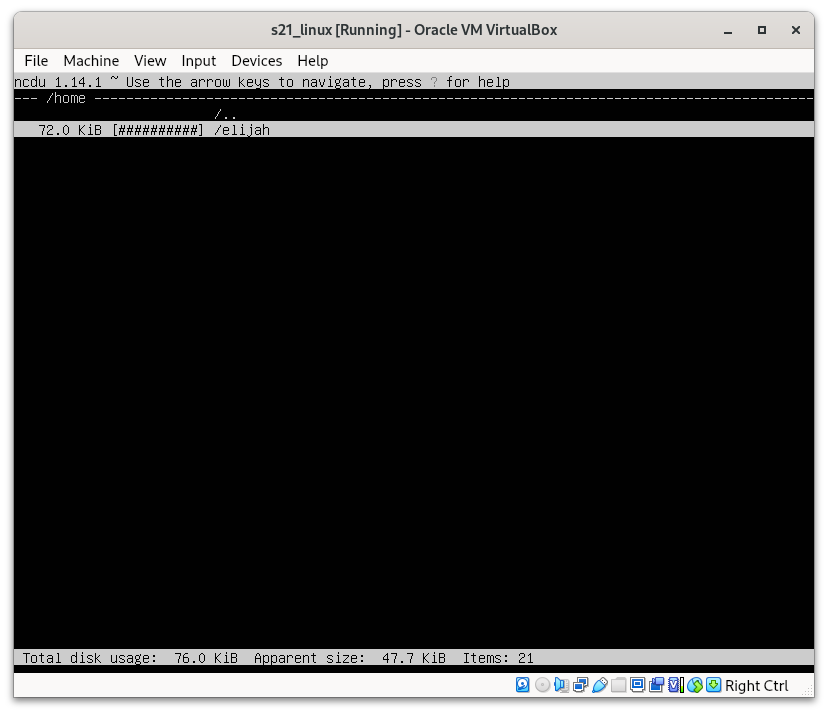 s21_linux [Running] - Oracle VM VirtualBox
File Machine View Input Devices Help
ncdu 1.14.1 ~ Use the arrow keys to navigate, press ? for help
--- /home ----------------------------------------------------------------------------------------
/..
72.0 KiB [##########] /elijah
Total disk usage: 76.0 KiB Apparent size: 47.7 KiB Items: 21
Right Ctrl